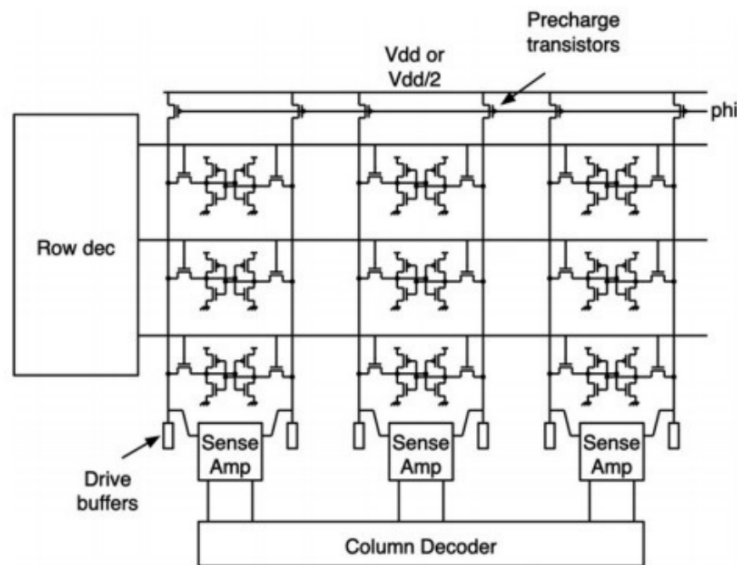 Precharge
transistors
Vdd or
Vdd/2
phi
Row dec
Sense
Amp
Sense
Amp
Sense
Amp
Drive
buffers
Column Decoder